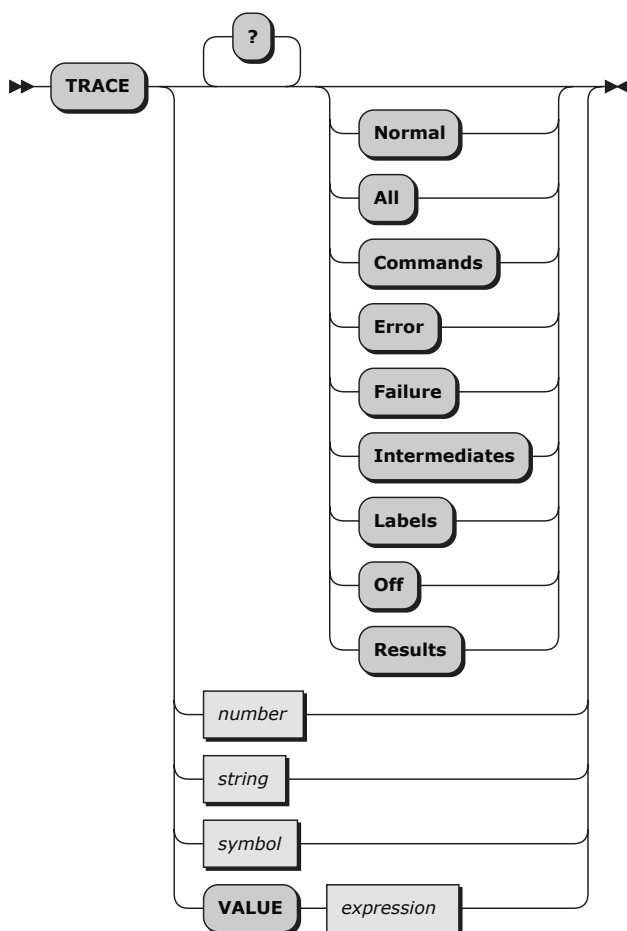 ?
TRACE
Normal
All
Commands
Error
Failure
Intermediates
Labels
Off
Results
number
string
symbol
VALUE expression